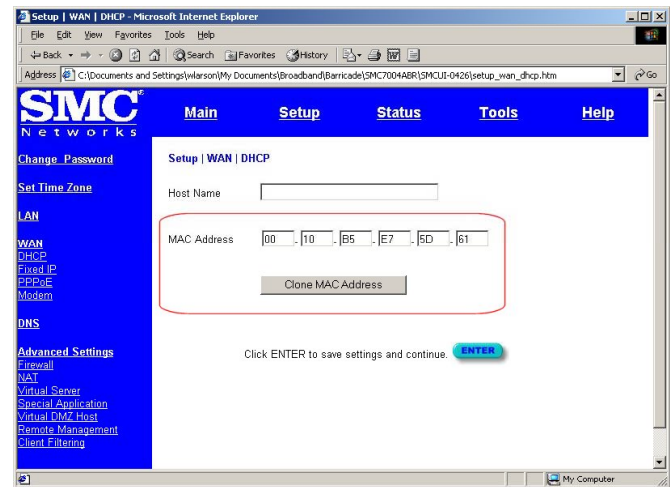 Setup | WAN | DHCP - Microsoft Internet Explorer
File Edit View Favorites Tools Help
Back Search Favorites History
Address C:\Documents and Settings\wlarson\My Documents\Broadband\Barricade\SMC7004ABR\SMCUI-0426\setup_wan_dhcp.htm Go
SMC®
Networks
Main Setup Status Tools Help
Change Password
Set Time Zone
LAN
WAN
DHCP
Fixed IP
PPPoE
Modem
DNS
Advanced Settings
Firewall
NAT
Virtual Server
Special Application
Virtual DMZ Host
Remote Management
Client Filtering
Setup | WAN | DHCP
Host Name
MAC Address 00 . 10 . B5 . E7 . 5D . 61
Clone MAC Address
Click ENTER to save settings and continue. ENTER
My Computer